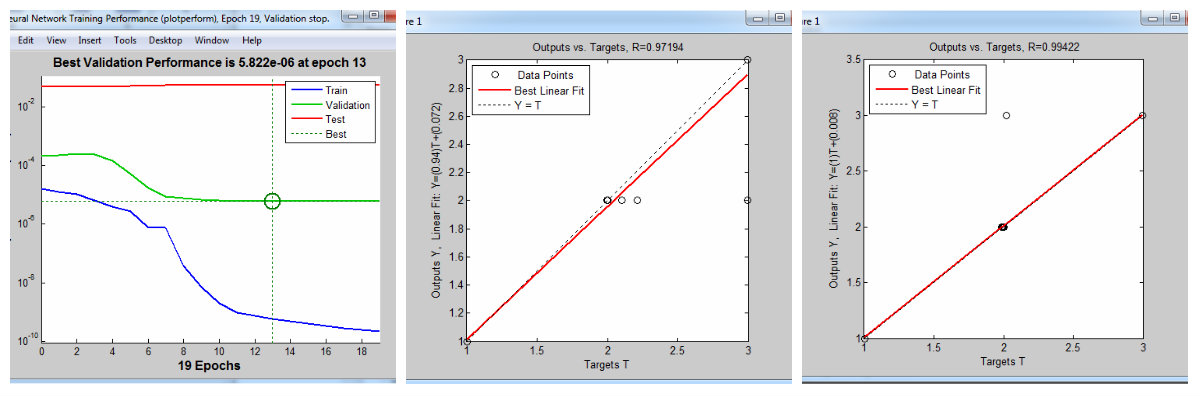 eural Network Training Performance (plotperform), Epoch 19, Validation stop.
Edit View Insert Tools Desktop Window Help
Best Validation Performance is 5.822e-06 at epoch 13
Train
Validation
Test
Best
10-2
10-4
10-6
10-8
10-10
0 2 4 6 8 10 12 14 16 18
19 Epochs
re 1
Outputs vs. Targets, R=0.97194
Data Points
Best Linear Fit
Y = T
Outputs Y, Linear Fit: Y=(0.94)T+(0.072)
3
2.8
2.6
2.4
2.2
2
1.8
1.6
1.4
1.2
1
1 1.5 2 2.5 3
Targets T
ure 1
Outputs vs. Targets, R=0.99422
Data Points
Best Linear Fit
Y = T
Outputs Y, Linear Fit: Y=(1)T+(0.008)
3.5
3
2.5
2
1.5
1
1 1.5 2 2.5 3
Targets T